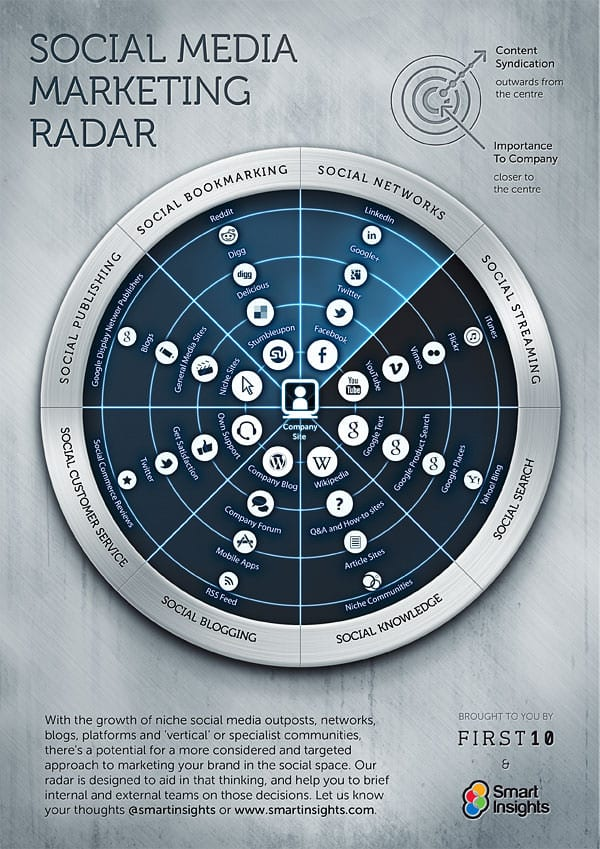 SOCIAL MEDIA
MARKETING
RADAR
Content
Syndication
outwards from
the centre
Importance
To Company
closer to
the centre
SOCIAL BOOKMARKING
Reddit
Digg
digg
Delicious
Stumbleupon
SOCIAL NETWORKS
LinkedIn
in
Google+
Twitter
Facebook
f
SOCIAL STREAMING
iTunes
Flickr
Vimeo
YouTube
You
Tube
SOCIAL SEARCH
Google Text
Google Product Search
Google Places
Yahoo! Bing
g
g
g
Y!
SOCIAL KNOWLEDGE
W
Wikipedia
?
Q&A and How-to sites
Article Sites
Niche Communities
SOCIAL BLOGGING
Company Blog
Company Forum
Mobile Apps
RSS Feed
SOCIAL CUSTOMER SERVICE
Own Support
Get Satisfaction
Twitter
Social Commerce Reviews
SOCIAL PUBLISHING
Google Display Networ Publishers
g
Blogs
General Media Sites
Niche Sites
Company
Site
With the growth of niche social media outposts, networks,
blogs, platforms and 'vertical' or specialist communities,
there's a potential for a more considered and targeted
approach to marketing your brand in the social space. Our
radar is designed to aid in that thinking, and help you to brief
internal and external teams on those decisions. Let us know
your thoughts @smartinsights or www.smartinsights.com.
BROUGHT TO YOU BY
FIRST10
&
Smart
Insights